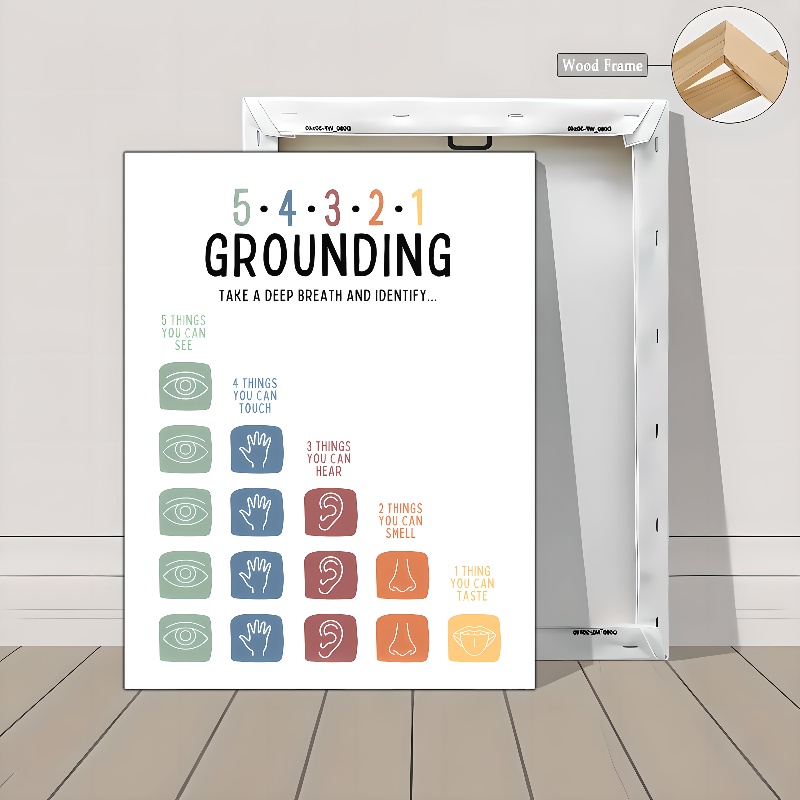 Wood Frame
5 · 4 · 3 · 2 · 1
GROUNDING
TAKE A DEEP BREATH AND IDENTIFY...
5 THINGS
YOU CAN
SEE
4 THINGS
YOU CAN
TOUCH
3 THINGS
YOU CAN
HEAR
2 THINGS
YOU CAN
SMELL
1 THING
YOU CAN
TASTE